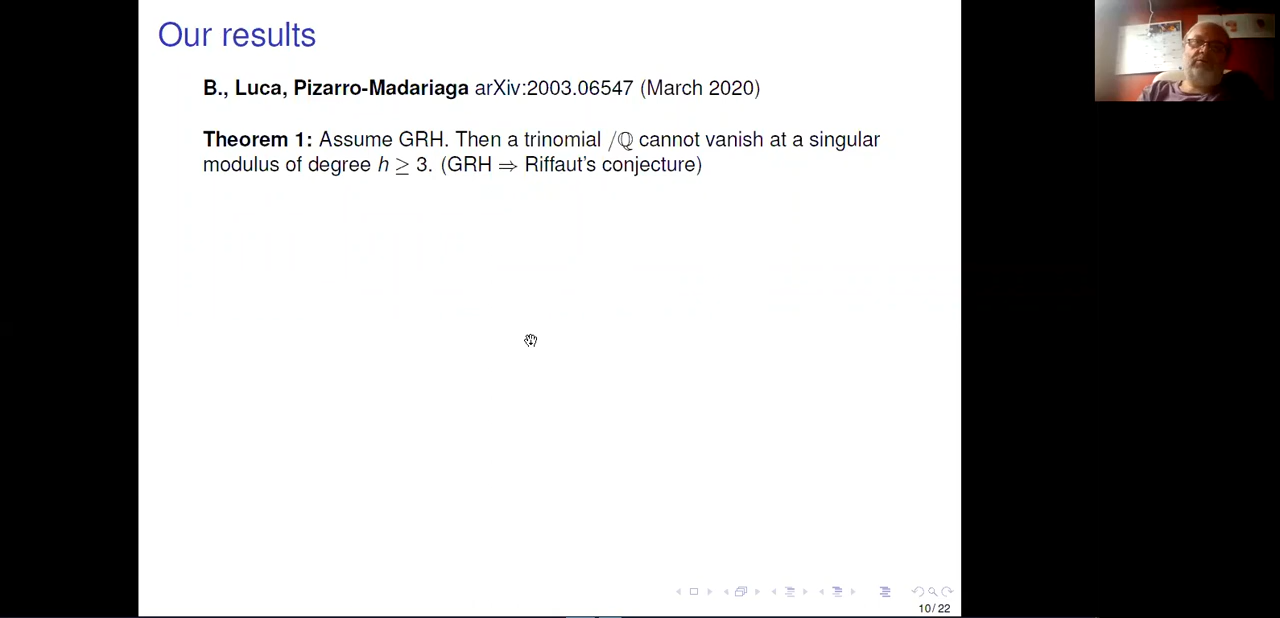 Our results
B., Luca, Pizarro-Madariaga arXiv:2003.06547 (March 2020)
Theorem 1: Assume GRH. Then a trinomial /ℚ cannot vanish at a singular
modulus of degree h ≥ 3. (GRH ⇒ Riffaut's conjecture)
10/22